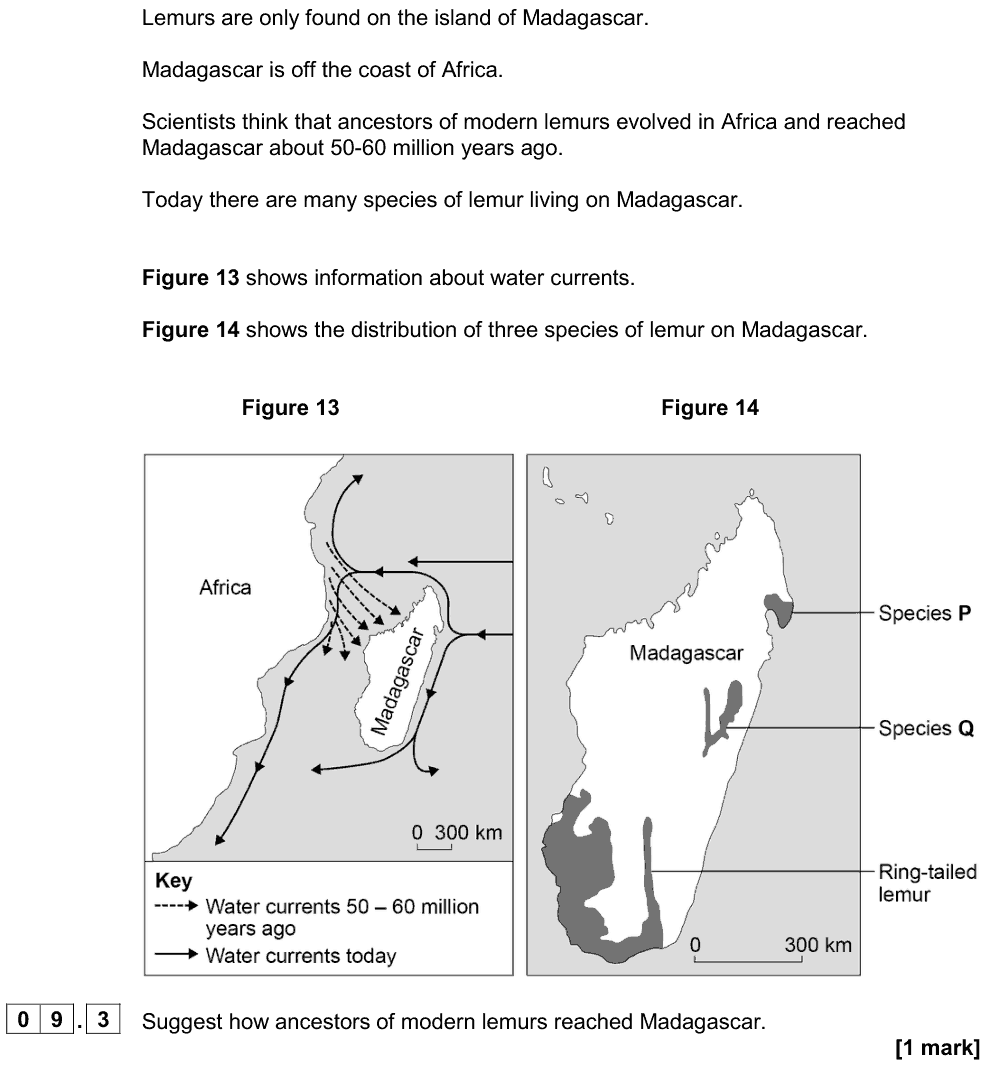 Lemurs are only found on the island of Madagascar.
Madagascar is off the coast of Africa.
Scientists think that ancestors of modern lemurs evolved in Africa and reached
Madagascar about 50-60 million years ago.
Today there are many species of lemur living on Madagascar.
Figure 13 shows information about water currents.
Figure 14 shows the distribution of three species of lemur on Madagascar.
Figure 13
Africa
Madagascar
0 300 km
Key
Water currents 50 – 60 million
years ago
Water currents today
Figure 14
Madagascar
Species P
Species Q
Ring-tailed
lemur
0 300 km
0 9 . 3 Suggest how ancestors of modern lemurs reached Madagascar.
[1 mark]